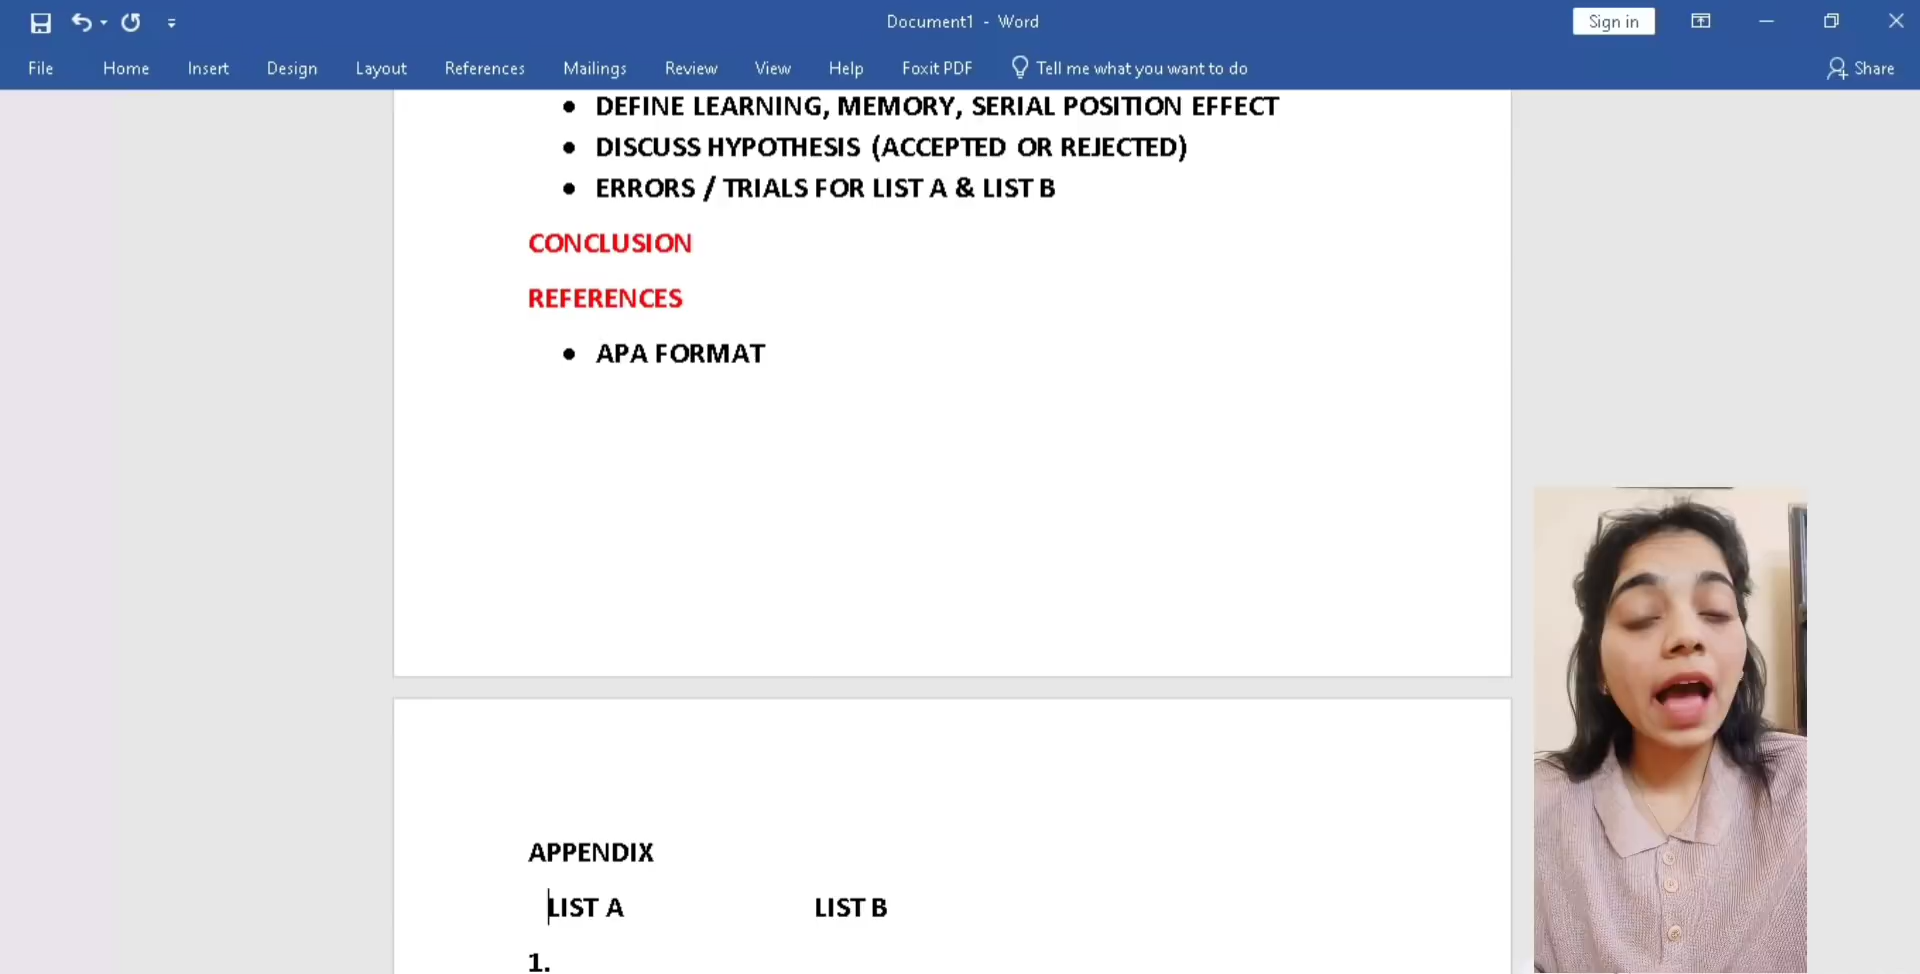 Document1 - Word
Sign in
File Home Insert Design Layout References Mailings Review View Help Foxit PDF Tell me what you want to do Share
• DEFINE LEARNING, MEMORY, SERIAL POSITION EFFECT
• DISCUSS HYPOTHESIS (ACCEPTED OR REJECTED)
• ERRORS / TRIALS FOR LIST A & LIST B
CONCLUSION
REFERENCES
• APA FORMAT
APPENDIX
LIST A LIST B
1.